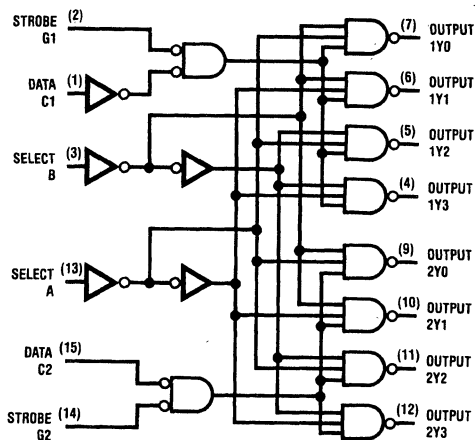 STROBE (2)
G1
DATA (1)
C1
SELECT (3)
B
SELECT (13)
A
DATA (15)
C2
STROBE (14)
G2
(7) OUTPUT
1Y0
(6) OUTPUT
1Y1
(5) OUTPUT
1Y2
(4) OUTPUT
1Y3
(9) OUTPUT
2Y0
(10) OUTPUT
2Y1
(11) OUTPUT
2Y2
(12) OUTPUT
2Y3